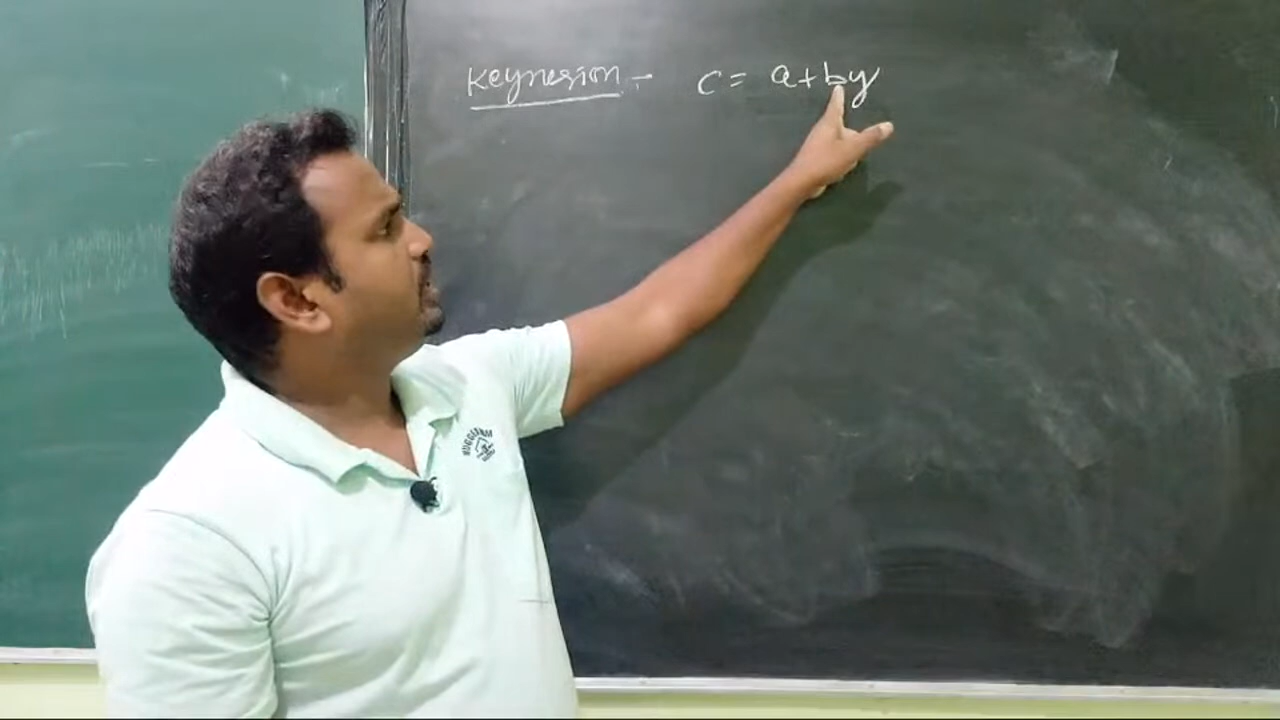 Keynesion :- C = a + by